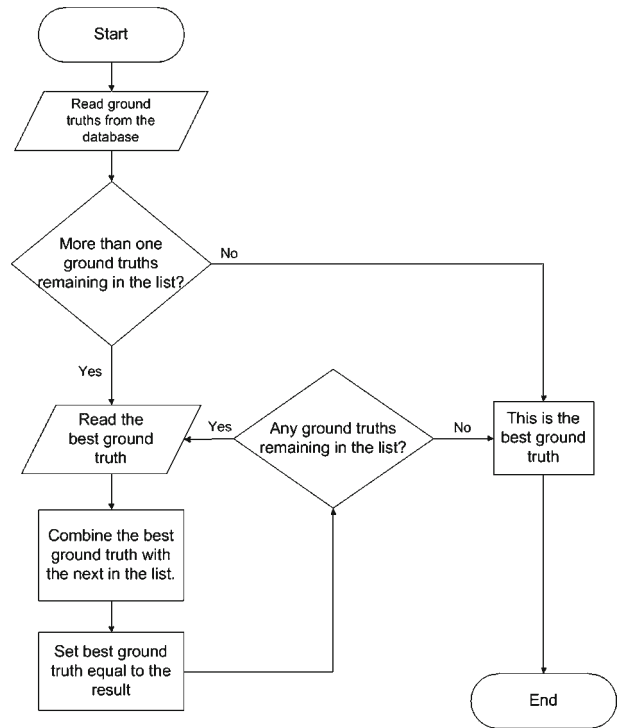 Start
Read ground
truths from the
database
More than one
ground truths
remaining in the list?
No
Yes
Read the
best ground
truth
Yes
Any ground truths
remaining in the list?
No
This is the
best ground
truth
Combine the best
ground truth with
the next in the list.
Set best ground
truth equal to the
result
End